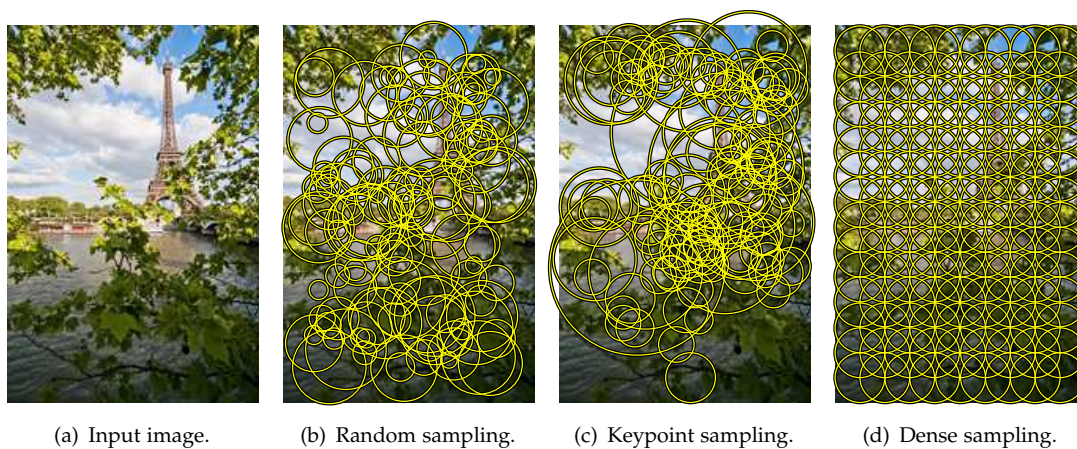 (a) Input image.
(b) Random sampling.
(c) Keypoint sampling.
(d) Dense sampling.